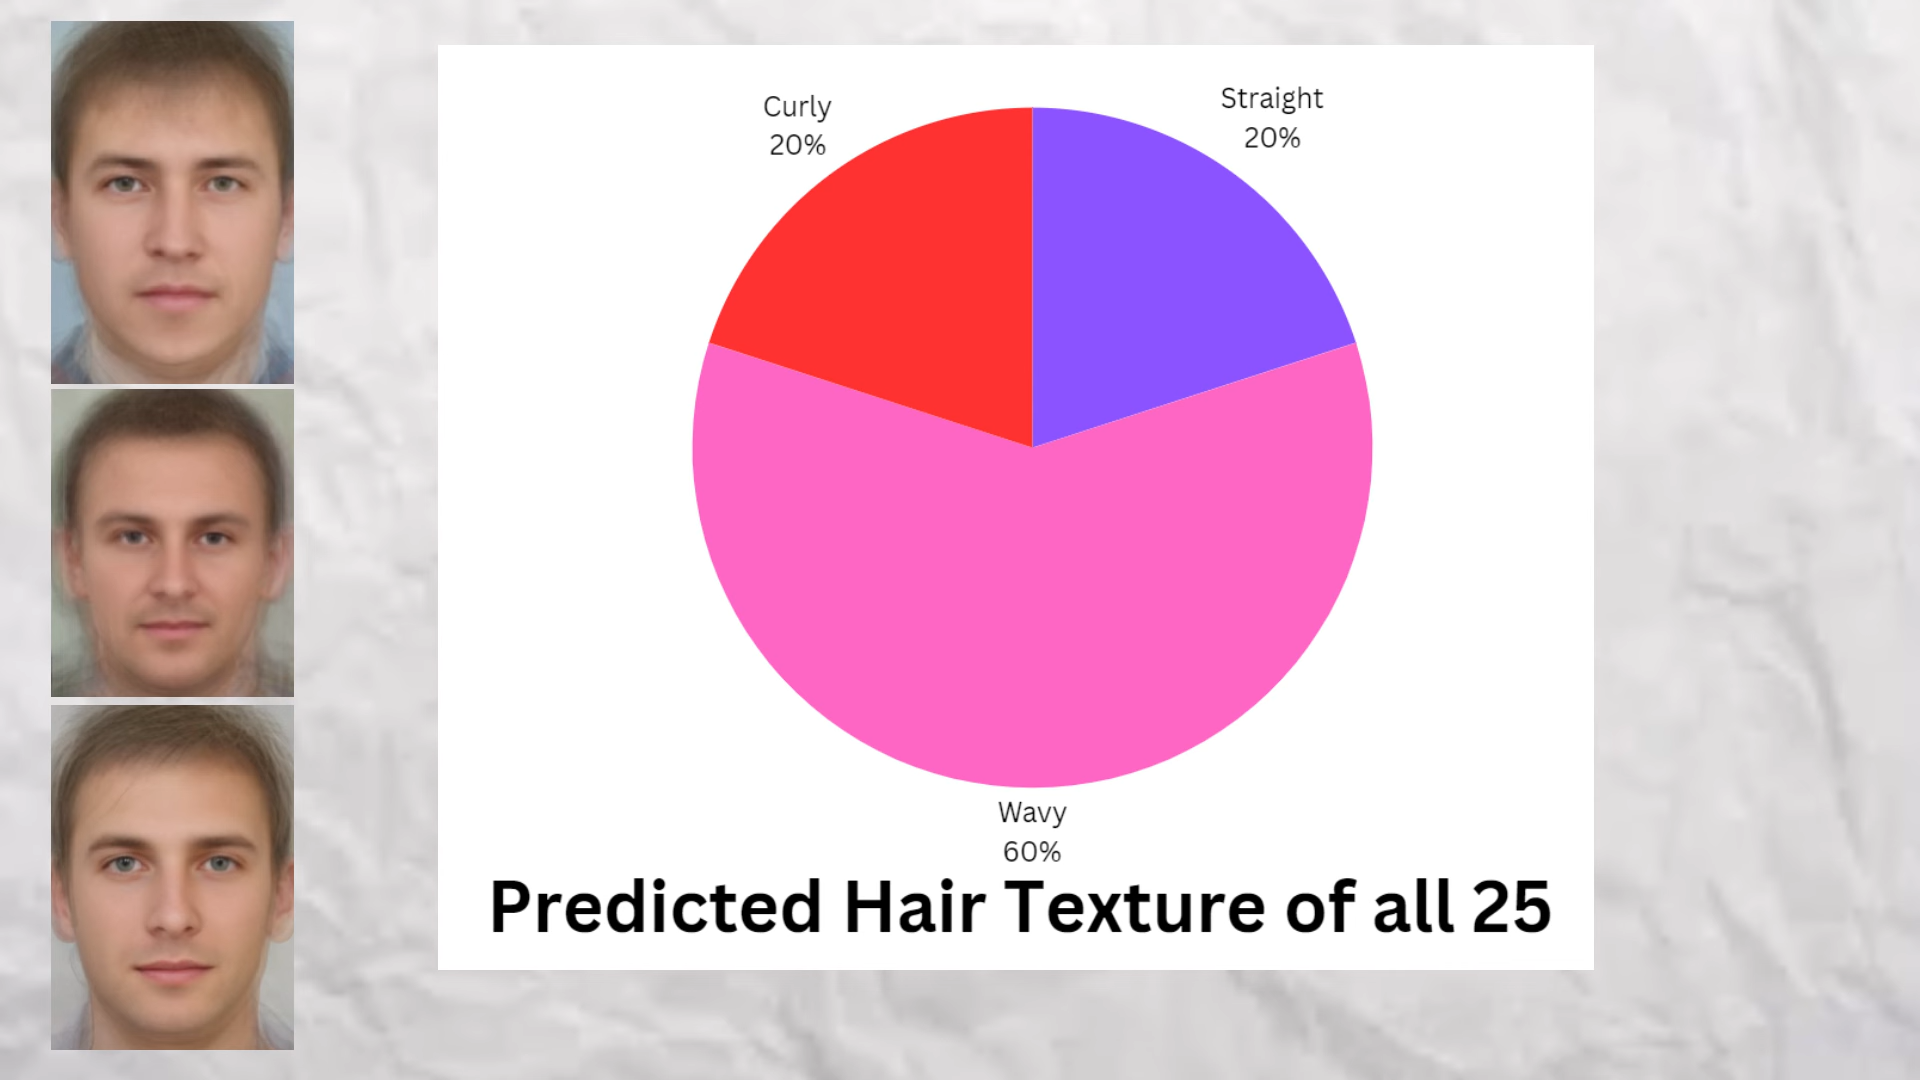 Curly
20%
Straight
20%
Wavy
60%
Predicted Hair Texture of all 25